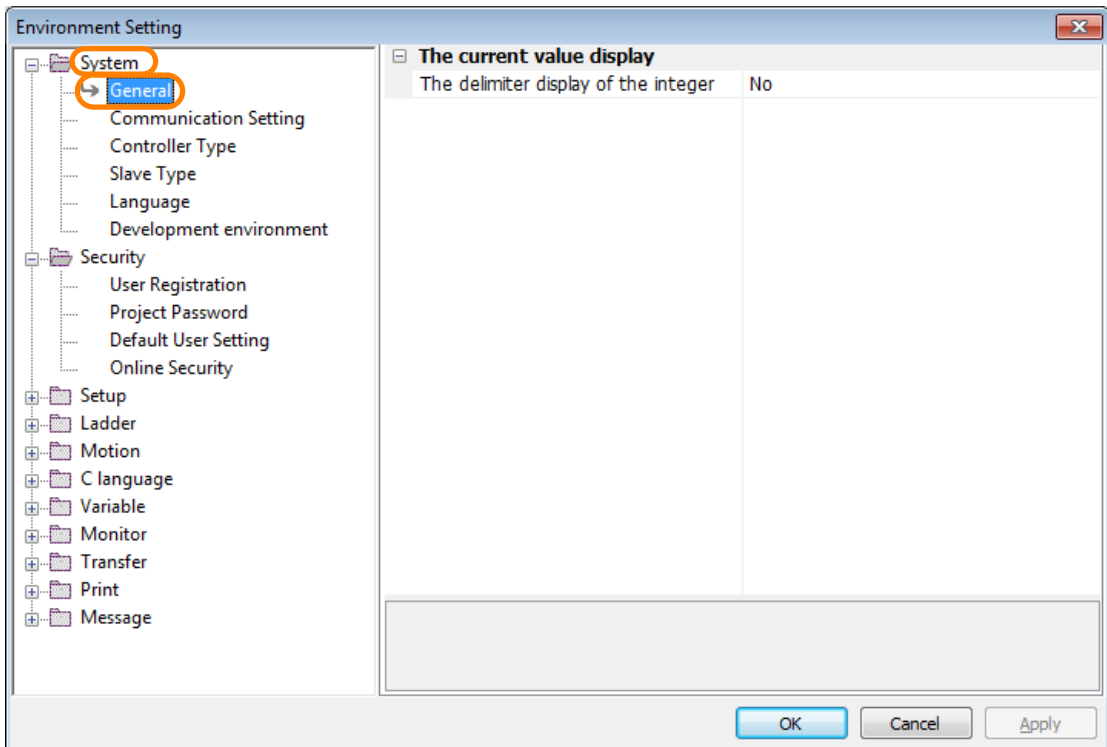 Environment Setting
System
General
Communication Setting
Controller Type
Slave Type
Language
Development environment
Security
User Registration
Project Password
Default User Setting
Online Security
Setup
Ladder
Motion
C language
Variable
Monitor
Transfer
Print
Message
The current value display
The delimiter display of the integer No
OK Cancel Apply